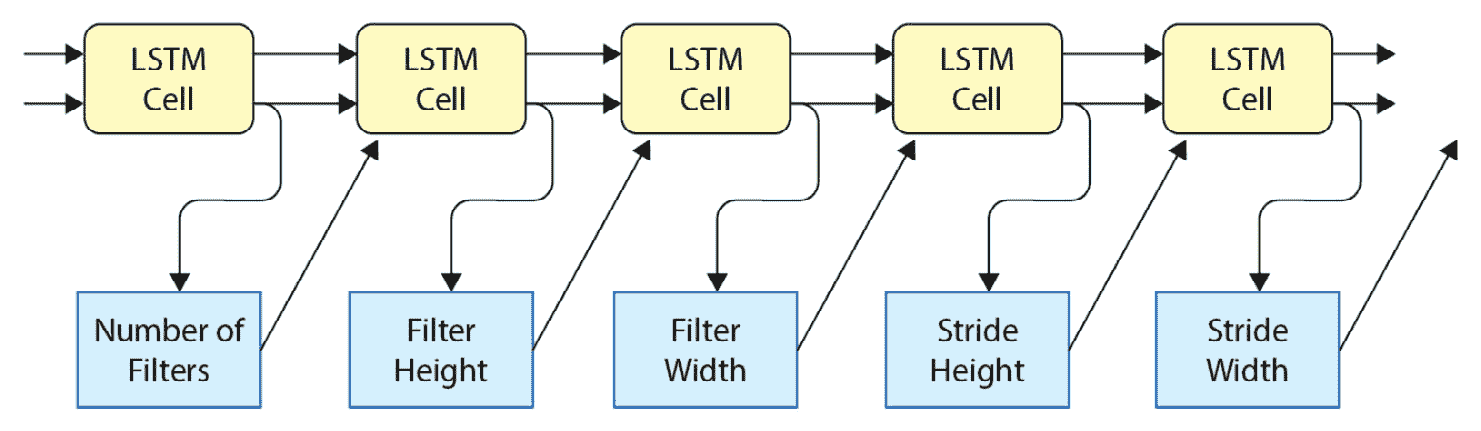 LSTM
Cell
LSTM
Cell
LSTM
Cell
LSTM
Cell
LSTM
Cell
Number of
Filters
Filter
Height
Filter
Width
Stride
Height
Stride
Width